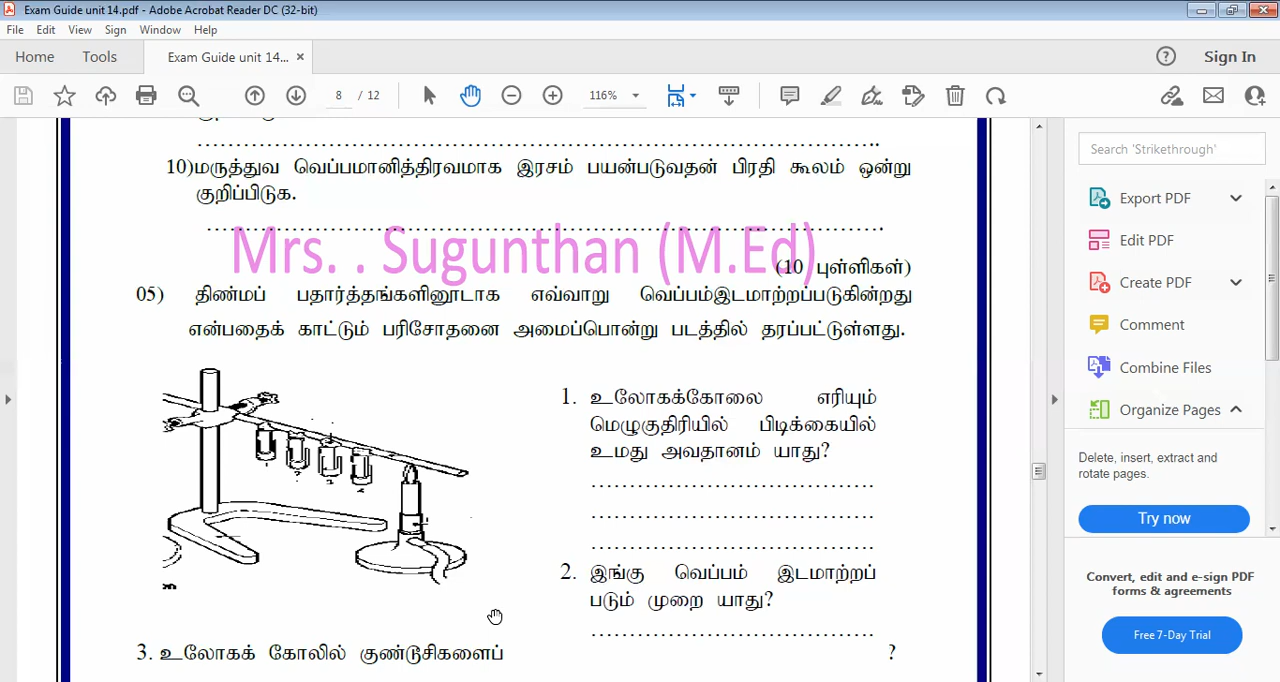 Exam Guide unit 14.pdf - Adobe Acrobat Reader DC (32-bit)
File Edit View Sign Window Help
Home Tools Exam Guide unit 14... × Sign In
8 / 12 116%
Search 'Strikethrough'
……………………………………………………………………………..
10)மருத்துவ வெப்பமானித்திரவமாக இரசம் பயன்படுவதன் பிரதி கூலம் ஒன்று
குறிப்பிடுக.
…………………………………………………………………………….
Mrs. . Sugunthan (M.Ed)
(10 புள்ளிகள்)
05) திண்மப் பதார்த்தங்களினூடாக எவ்வாறு வெப்பம்இடமாற்றப்படுகின்றது
என்பதைக் காட்டும் பரிசோதனை அமைப்பொன்று படத்தில் தரப்பட்டுள்ளது.
1. உலோகக்கோலை எரியும்
மெழுகுதிரியில் பிடிக்கையில்
உமது அவதானம் யாது?
………………………………
………………………………
………………………………
2. இங்கு வெப்பம் இடமாற்றப்
படும் முறை யாது?
………………………………
3. உலோகக் கோலில் குண்டூசிகளைப் ?
Export PDF
Edit PDF
Create PDF
Comment
Combine Files
Organize Pages
Delete, insert, extract and
rotate pages.
Try now
Convert, edit and e-sign PDF
forms & agreements
Free 7-Day Trial